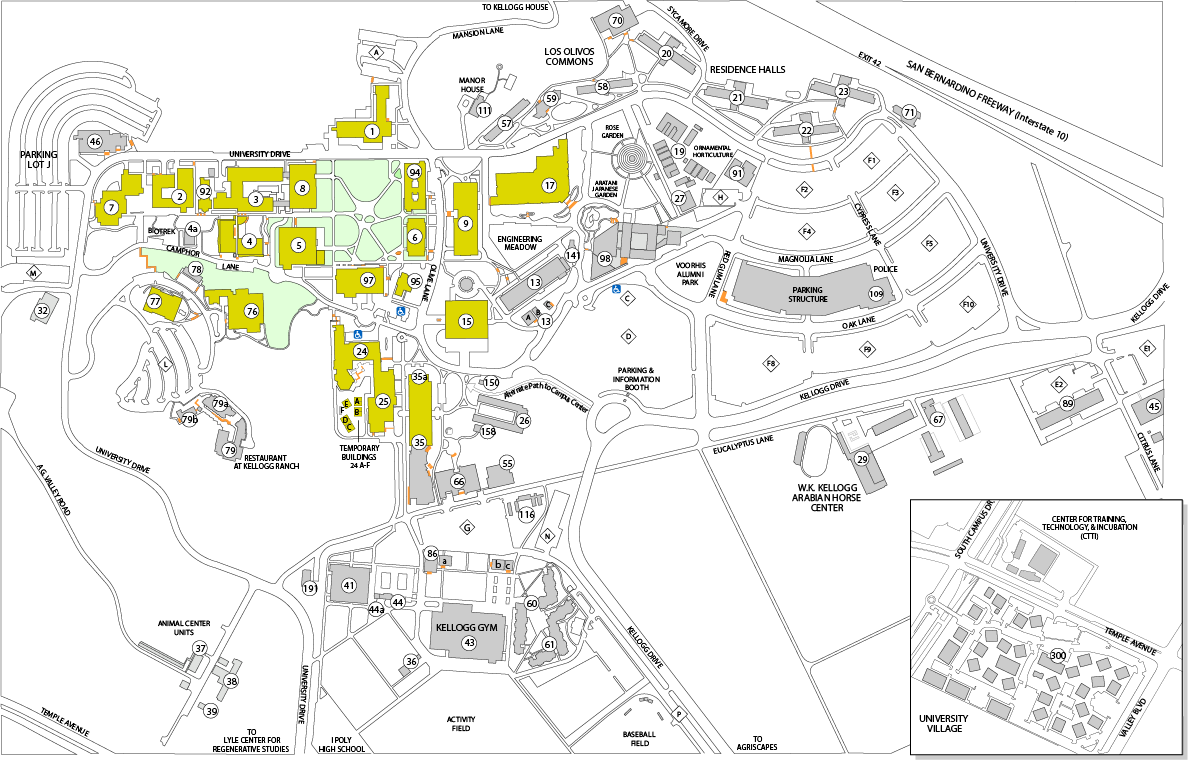 TO KELLOGG HOUSE
MANSION LANE
A
70
SYCAMORE DRIVE
LOS OLIVOS
COMMONS
20
RESIDENCE HALLS
EXIT 42
SAN BERNARDINO FREEWAY (Interstate 10)
MANOR
HOUSE
111
57
59
58
21
23
22
71
46
PARKING
LOT J
1
UNIVERSITY DRIVE
ROSE
GARDEN
19
ORNAMENTAL
HORTICULTURE
91
27
H
F1
F2
F3
F4
F5
CYPRESS LANE
7
2
92
3
8
94
9
17
ARATANI
JAPANESE
GARDEN
BIOTREK
4a
4
5
6
CAMPHOR
LANE
ENGINEERING
MEADOW
141
98
VOORHIS
ALUMNI
PARK
RED GUM LANE
MAGNOLIA LANE
POLICE
PARKING
STRUCTURE
109
UNIVERSITY DRIVE
M
78
97
95
OLIVE LANE
13
C
F10
KELLOGG DRIVE
32
77
76
15
A
B
C
13
D
OAK LANE
24
F8
F9
E1
L
35a
150
Alternate Path to Campus Center
PARKING &
INFORMATION
BOOTH
KELLOGG DRIVE
E2
89
45
79a
79b
79
RESTAURANT
AT KELLOGG RANCH
E
F
A
B
D
C
25
26
158
35
TEMPORARY
BUILDINGS
24 A-F
67
EUCALYPTUS LANE
29
CITRUS LANE
UNIVERSITY DRIVE
AG. VALLEY ROAD
66
55
W.K. KELLOGG
ARABIAN HORSE
CENTER
G
116
N
86
a
b
c
191
41
44a
44
60
61
KELLOGG GYM
43
36
KELLOGG DRIVE
ANIMAL CENTER
UNITS
37
38
39
UNIVERSITY DRIVE
TEMPLE AVENUE
TO
LYLE CENTER FOR
REGENERATIVE STUDIES
I POLY
HIGH SCHOOL
ACTIVITY
FIELD
BASEBALL
FIELD
TO
AGRISCAPES
SOUTH CAMPUS DR
CENTER FOR TRAINING,
TECHNOLOGY, & INCUBATION
(CTTI)
TEMPLE AVENUE
300
UNIVERSITY
VILLAGE
VALLEY BLVD